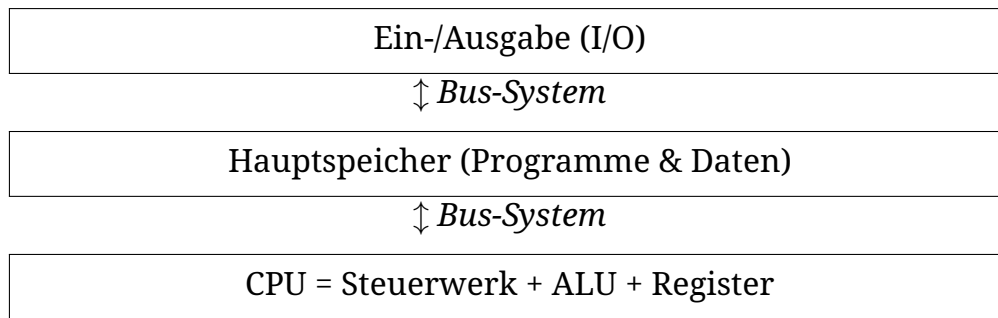 Ein-/Ausgabe (I/O)
↕ Bus-System
Hauptspeicher (Programme & Daten)
↕ Bus-System
CPU = Steuerwerk + ALU + Register